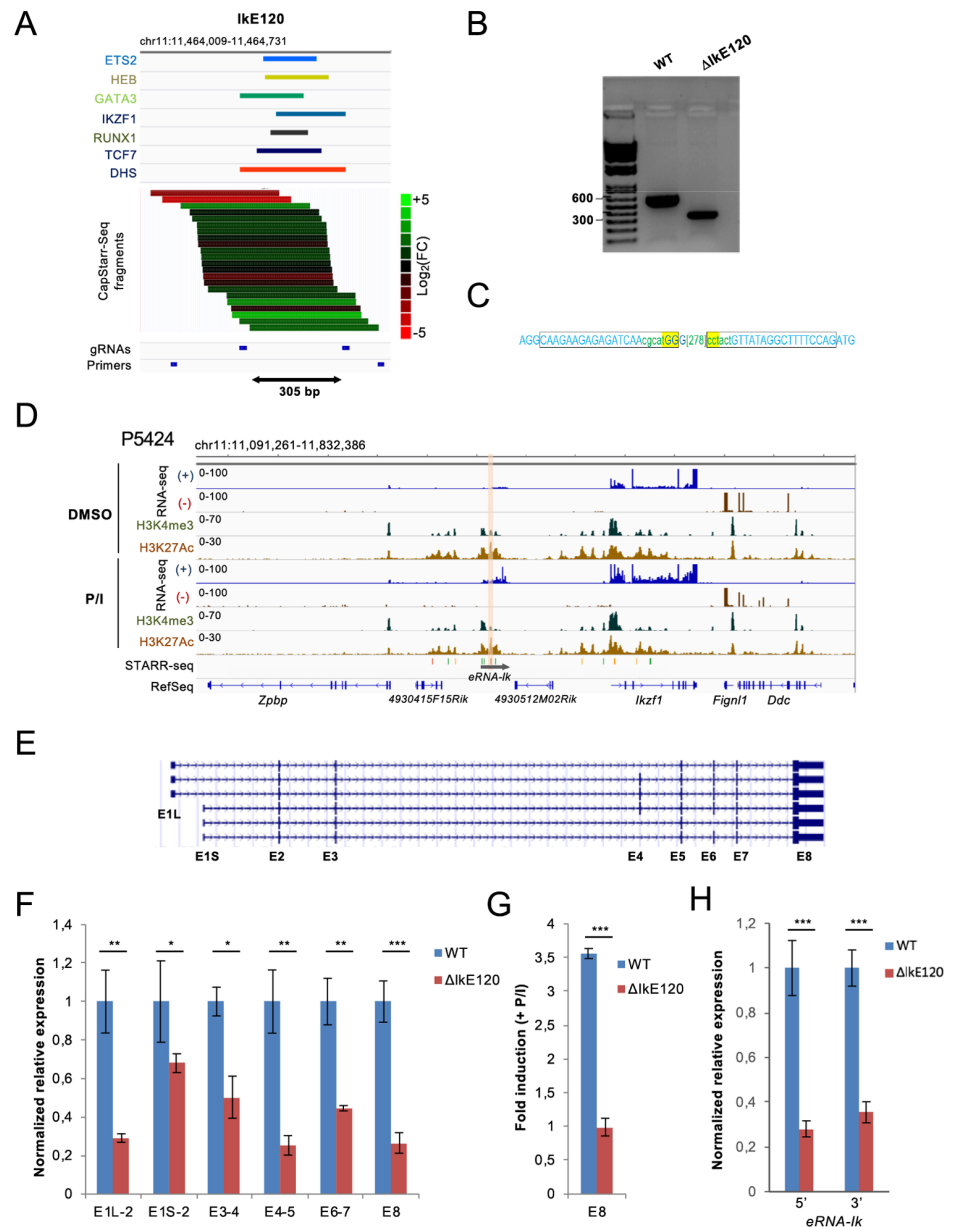 A
IkE120
chr11:11,464,009-11,464,731
ETS2
HEB
GATA3
IKZF1
RUNX1
TCF7
DHS
CapStarr-Seq
fragments
+5
Log2(FC)
-5
gRNAs
Primers
305 bp
B
WT
ΔIkE120
600
300
C
AGGCAAGAAGAGAGATCAAcgcatGGG[278]cctactGTTATAGGCTTTTCCAGATG
D
P5424
chr11:11,091,261-11,832,386
DMSO
RNA-seq
(+)
0-100
(-)
0-100
H3K4me3
0-70
H3K27Ac
0-30
P/I
RNA-seq
(+)
0-100
(-)
0-100
H3K4me3
0-70
H3K27Ac
0-30
STARR-seq
eRNA-Ik
RefSeq
Zpbp
4930415F15Rik
4930512M02Rik
Ikzf1
Fignl1
Ddc
E
E1L
E1S
E2
E3
E4
E5
E6
E7
E8
F
Normalized relative expression
1,4
1,2
1
0,8
0,6
0,4
0,2
0
**
*
*
**
**
***
WT
ΔIkE120
E1L-2
E1S-2
E3-4
E4-5
E6-7
E8
G
Fold induction (+ P/I)
4
3,5
3
2,5
2
1,5
1
0,5
0
***
WT
ΔIkE120
E8
H
Normalized relative expression
1,2
1
0,8
0,6
0,4
0,2
0
***
***
WT
ΔIkE120
5'
3'
eRNA-Ik